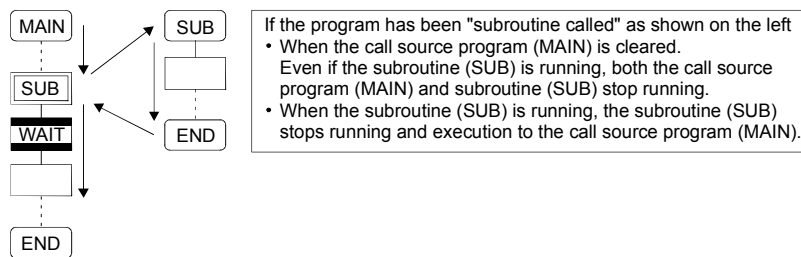 MAIN
SUB
WAIT
END
SUB
END
If the program has been "subroutine called" as shown on the left
• When the call source program (MAIN) is cleared.
Even if the subroutine (SUB) is running, both the call source
program (MAIN) and subroutine (SUB) stop running.
• When the subroutine (SUB) is running, the subroutine (SUB)
stops running and execution to the call source program (MAIN).